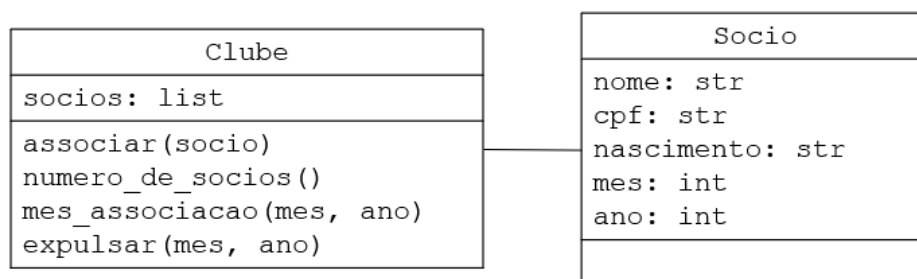 Clube
socios: list
associar(socio)
numero_de_socios()
mes_associacao(mes, ano)
expulsar(mes, ano)
Socio
nome: str
cpf: str
nascimento: str
mes: int
ano: int